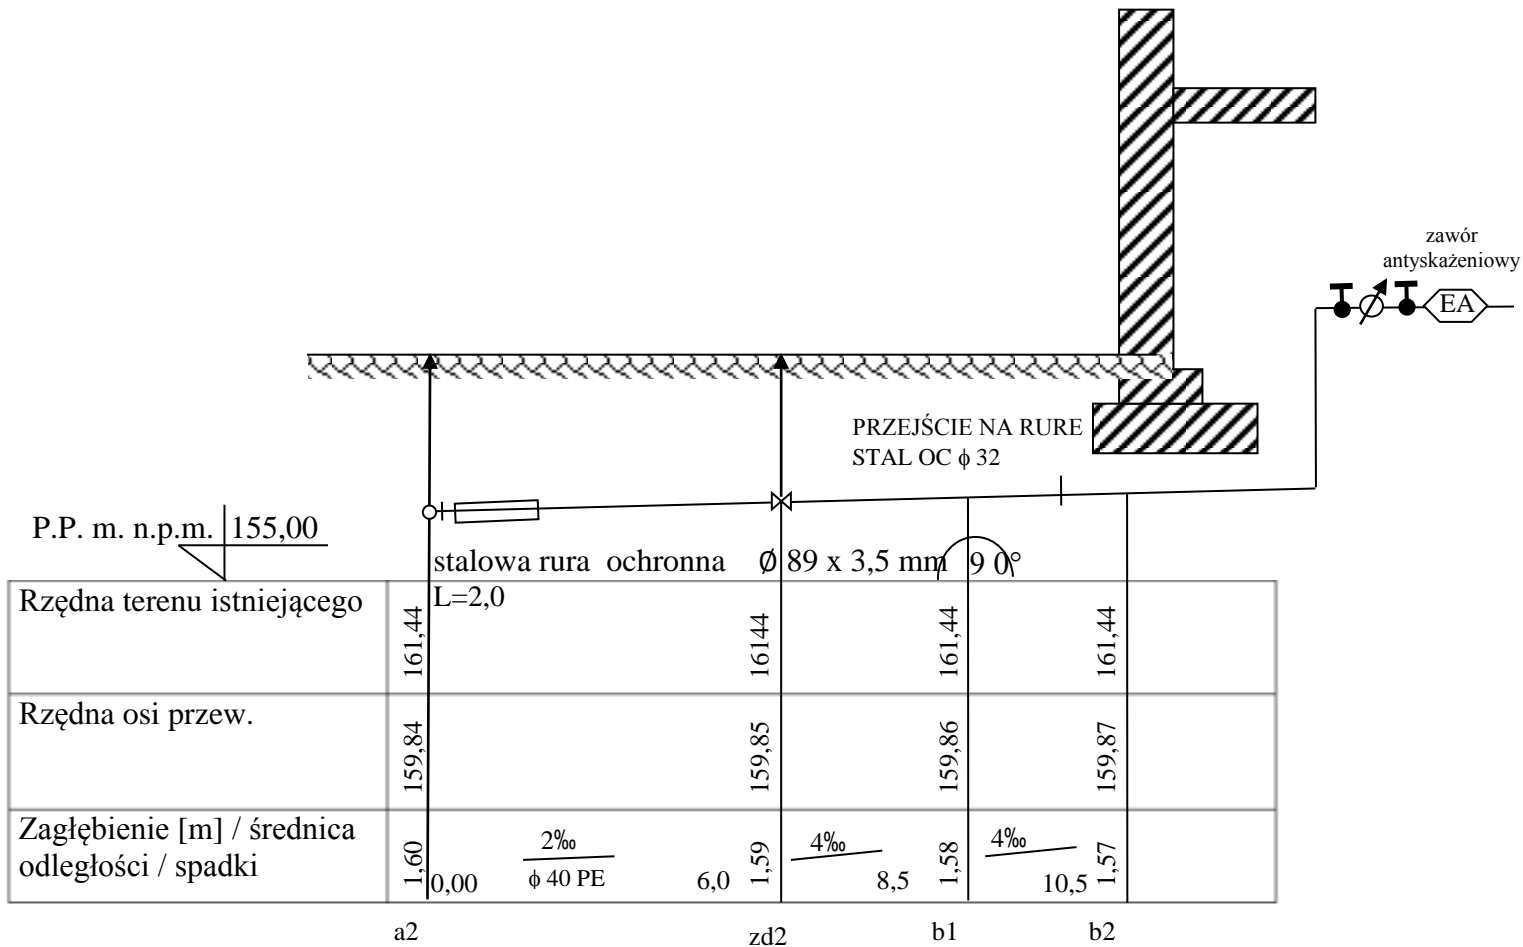 zawór
antyskażeniowy
EA
PRZEJŚCIE NA RURE
STAL OC ϕ 32
P.P. m. n.p.m. 155,00
stalowa rura ochronna Ø 89 x 3,5 mm 9 0°
L=2,0
Rzędna terenu istniejącego
161,44
16144
161,44
161,44
Rzędna osi przew.
159,84
159,85
159,86
159,87
Zagłębienie [m] / średnica
odległości / spadki
1,60
0,00
2‰
ϕ 40 PE
6,0
1,59
4‰
8,5
1,58
4‰
10,5
1,57
a2
zd2
b1
b2